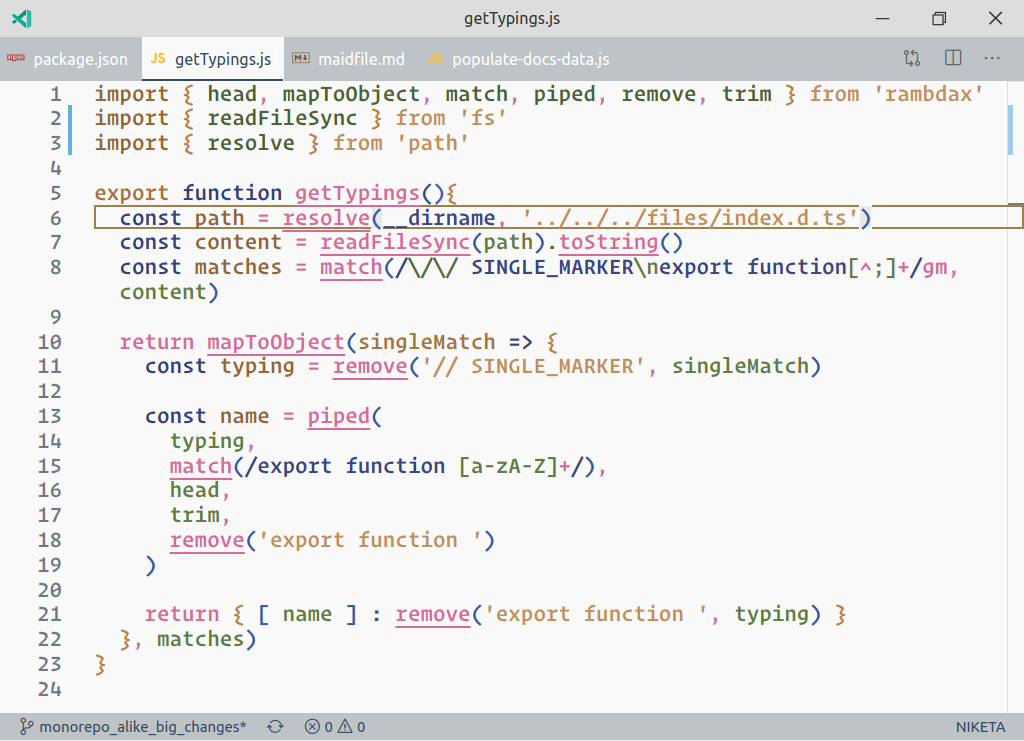 getTypings.js
npm package.json JS getTypings.js M↓ maidfile.md JS populate-docs-data.js ···
1 import { head, mapToObject, match, piped, remove, trim } from 'rambdax'
2 import { readFileSync } from 'fs'
3 import { resolve } from 'path'
4
5 export function getTypings(){
6 const path = resolve(__dirname, '../../../files/index.d.ts')
7 const content = readFileSync(path).toString()
8 const matches = match(/\/\/ SINGLE_MARKER\nexport function[^;]+/gm,
content)
9
10 return mapToObject(singleMatch => {
11 const typing = remove('// SINGLE_MARKER', singleMatch)
12
13 const name = piped(
14 typing,
15 match(/export function [a-zA-Z]+/),
16 head,
17 trim,
18 remove('export function ')
19 )
20
21 return { [ name ] : remove('export function ', typing) }
22 }, matches)
23 }
24
monorepo_alike_big_changes* 0 0 NIKETA